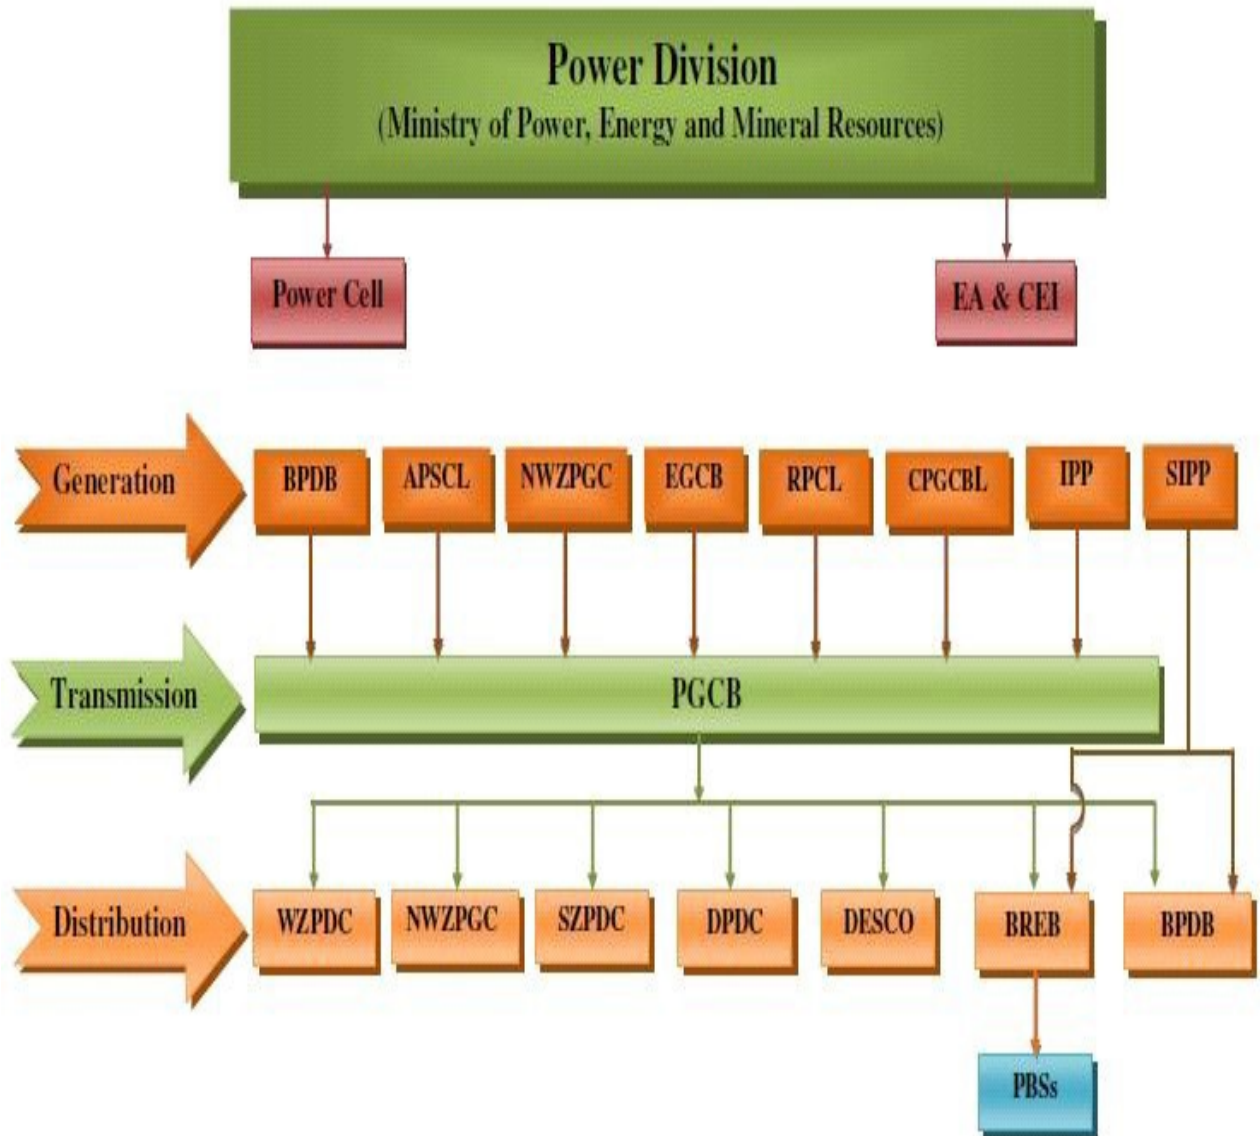 Power Division
(Ministry of Power, Energy and Mineral Resources)
Power Cell
EA & CEI
Generation
BPDB
APSCL
NWZPGC
EGCB
RPCL
CPGCBL
IPP
SIPP
Transmission
PGCB
Distribution
WZPDC
NWZPGC
SZPDC
DPDC
DESCO
BREB
BPDB
PBSs